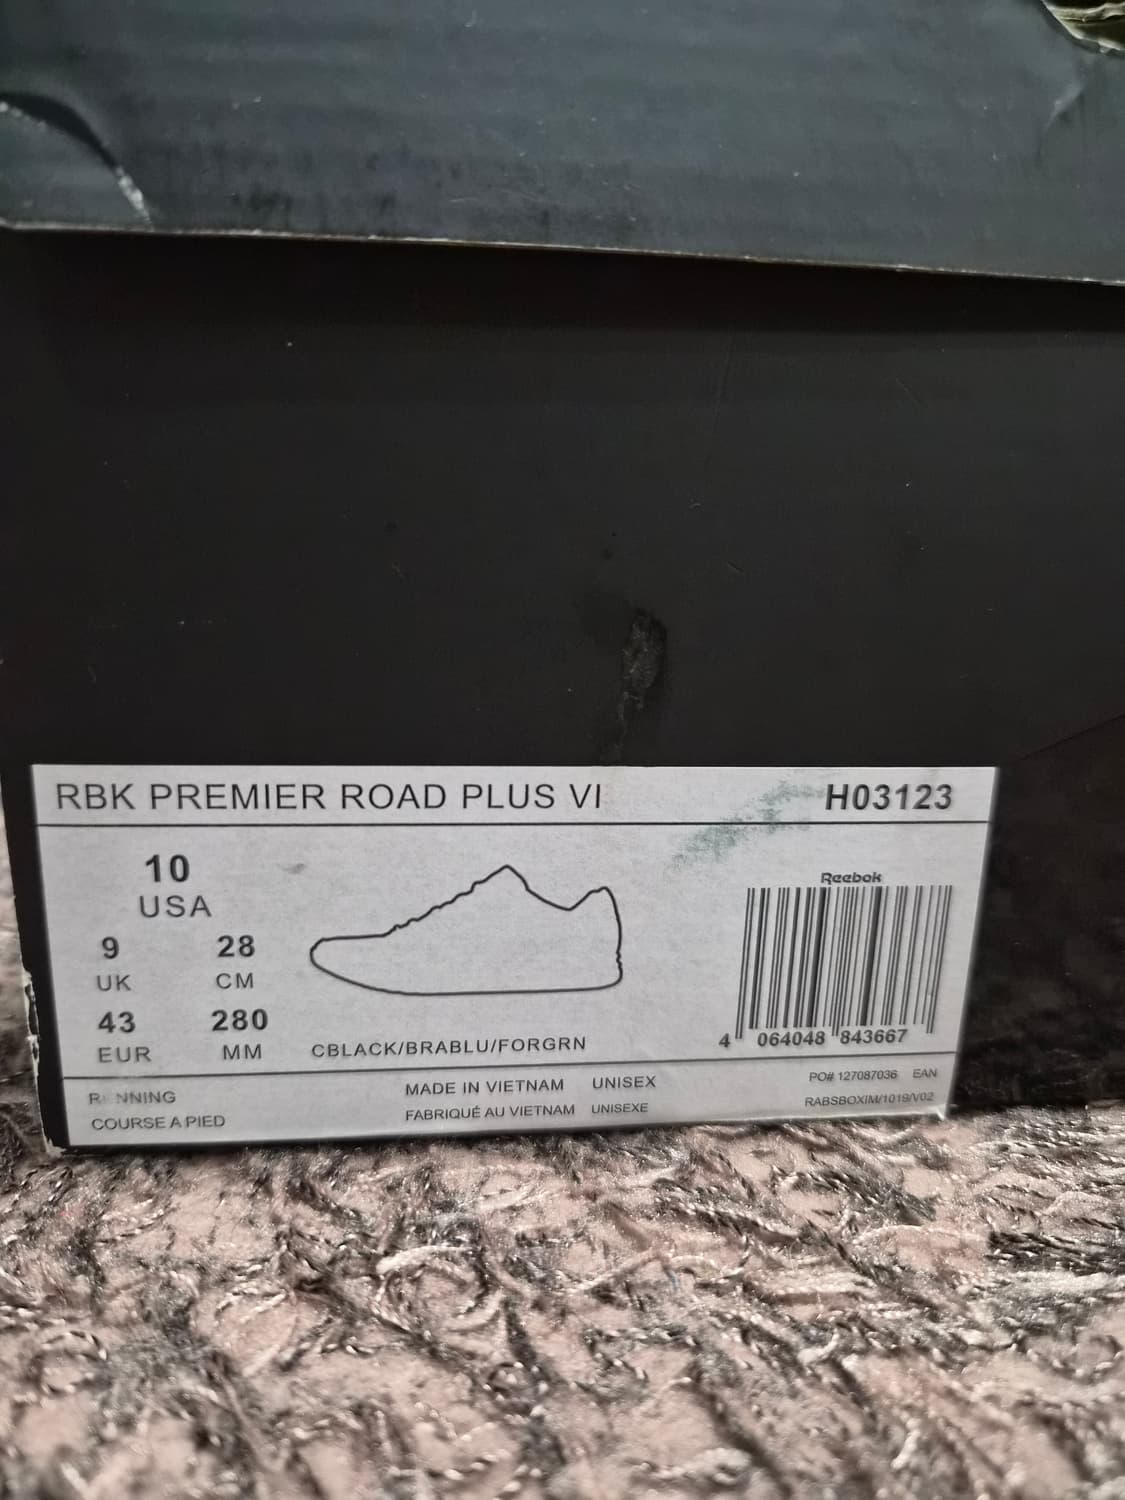 RBK PREMIER ROAD PLUS VI H03123
10
USA
9 28
UK CM
43 280
EUR MM
CBLACK/BRABLU/FORGRN
Reebok
4 064048 843667
RUNNING MADE IN VIETNAM UNISEX PO# 127087036 EAN
COURSE A PIED FABRIQUÉ AU VIETNAM UNISEXE RABSBOXIM/1019/V02